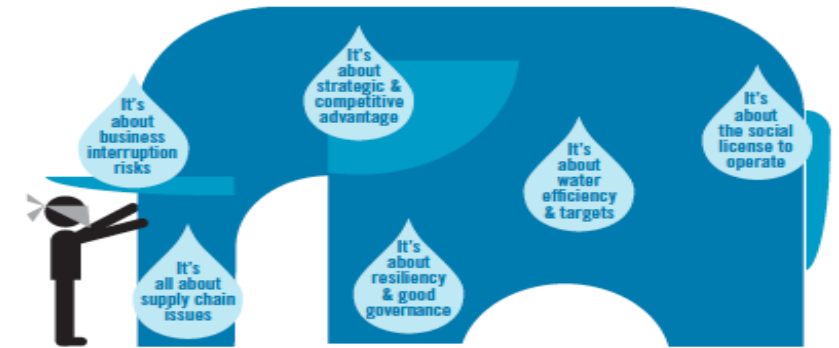 It's
about
business
interruption
risks
It's
about
strategic &
competitive
advantage
It's
about
the social
license to
operate
It's
about
water
efficiency
& targets
It's
all about
supply chain
issues
It's
about
resiliency
& good
governance